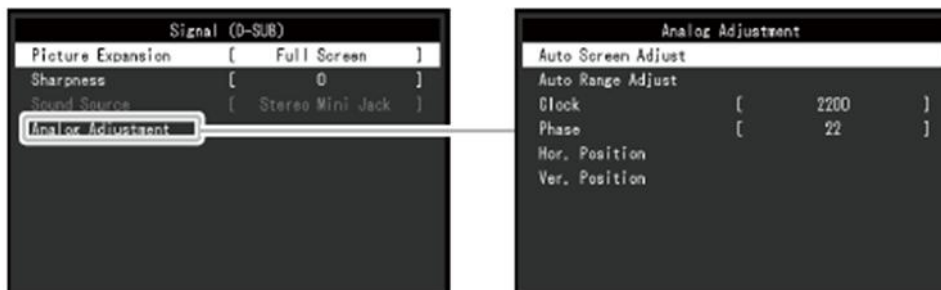 Signal (D-SUB)
Picture Expansion [ Full Screen ]
Sharpness [ 0 ]
Sound Source [ Stereo Mini Jack ]
Analog Adjustment
Analog Adjustment
Auto Screen Adjust
Auto Range Adjust
Clock [ 2200 ]
Phase [ 22 ]
Hor. Position
Ver. Position